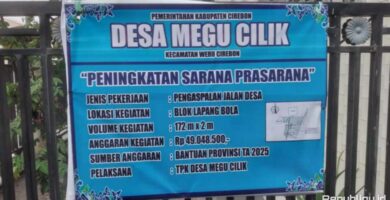 PEMERINTAHAN KABUPATEN CIREBON
DESA MEGU CILIK
KECAMATAN WERU CIREBON
"PENINGKATAN SARANA PRASARANA"
JENIS PEKERJAAN : PENGASPALAN JALAN DESA
LOKASI KEGIATAN : BLOK LAPANG BOLA
VOLUME KEGIATAN : 172 m x 2 m
ANGGARAN KEGIATAN : Rp 49.048.500,-
SUMBER ANGGARAN : BANTUAN PROVINSI TA 2025
PELAKSANA : TPK DESA MEGU CILIK